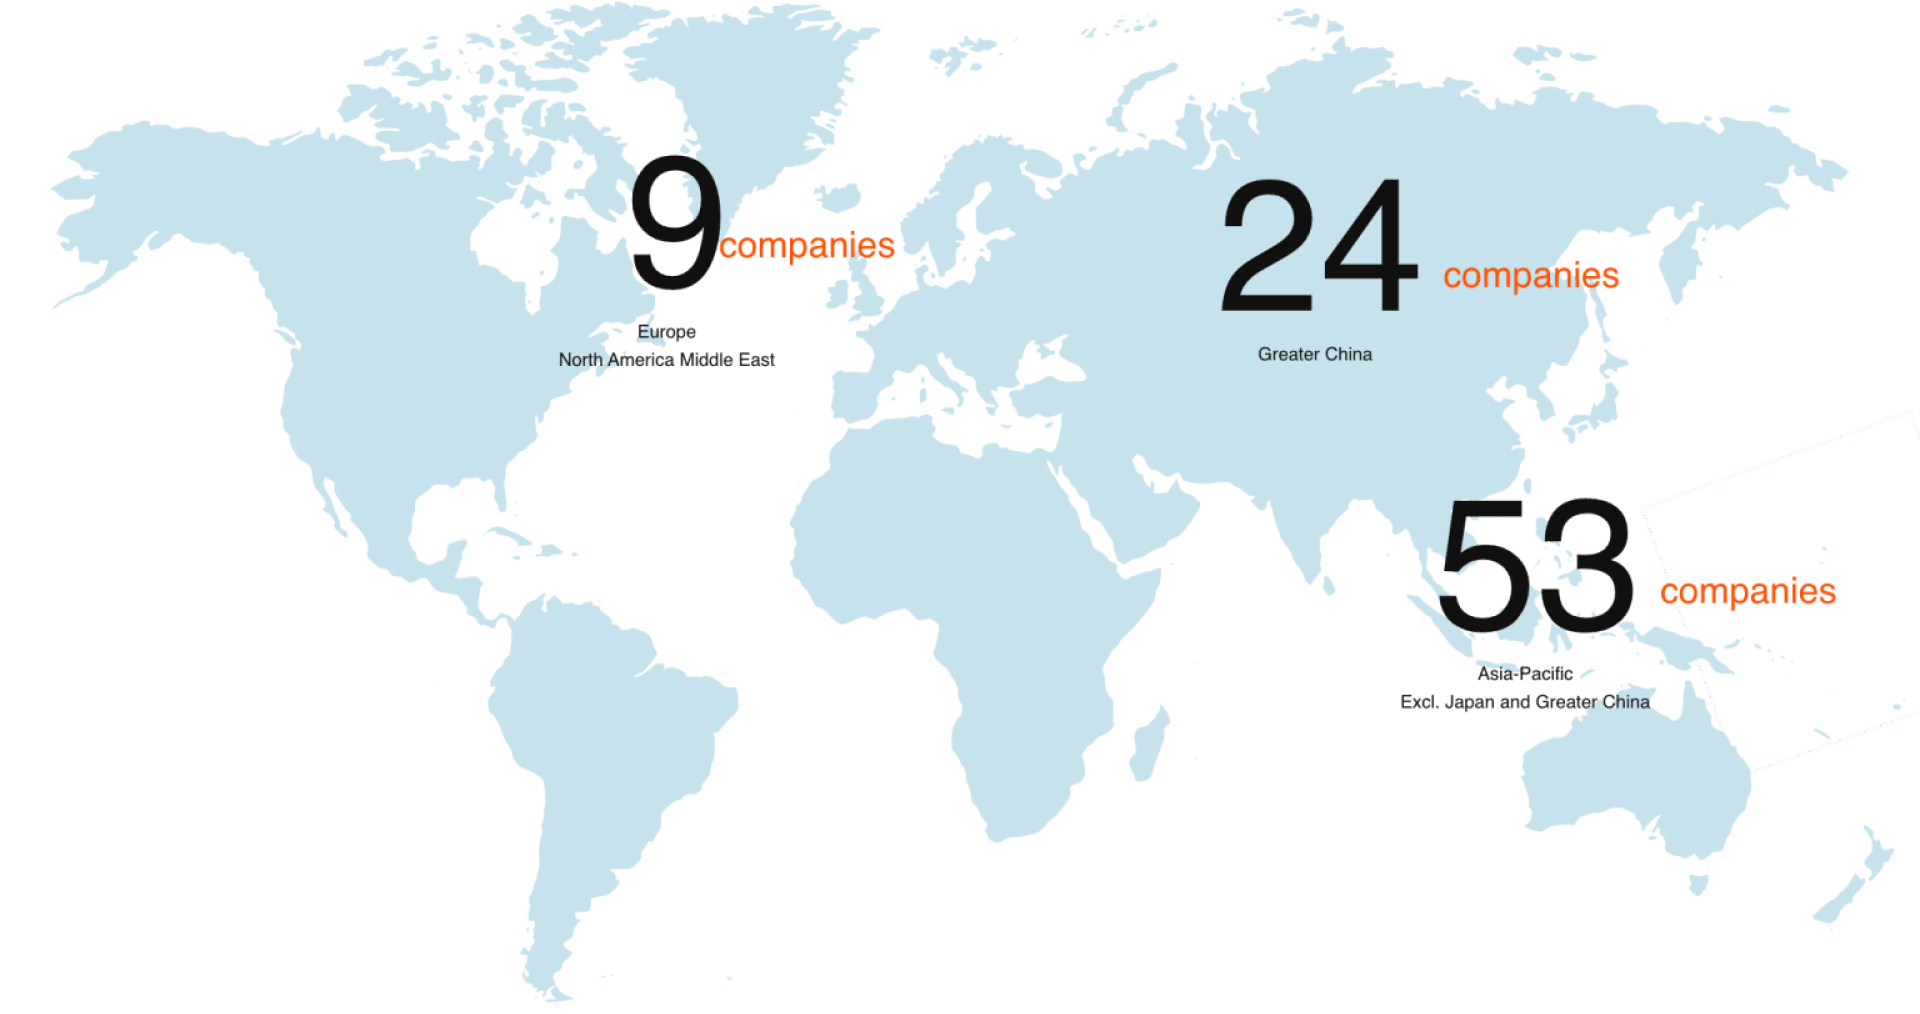 9 companies
Europe
North America Middle East
24 companies
Greater China
53 companies
Asia-Pacific
Excl. Japan and Greater China